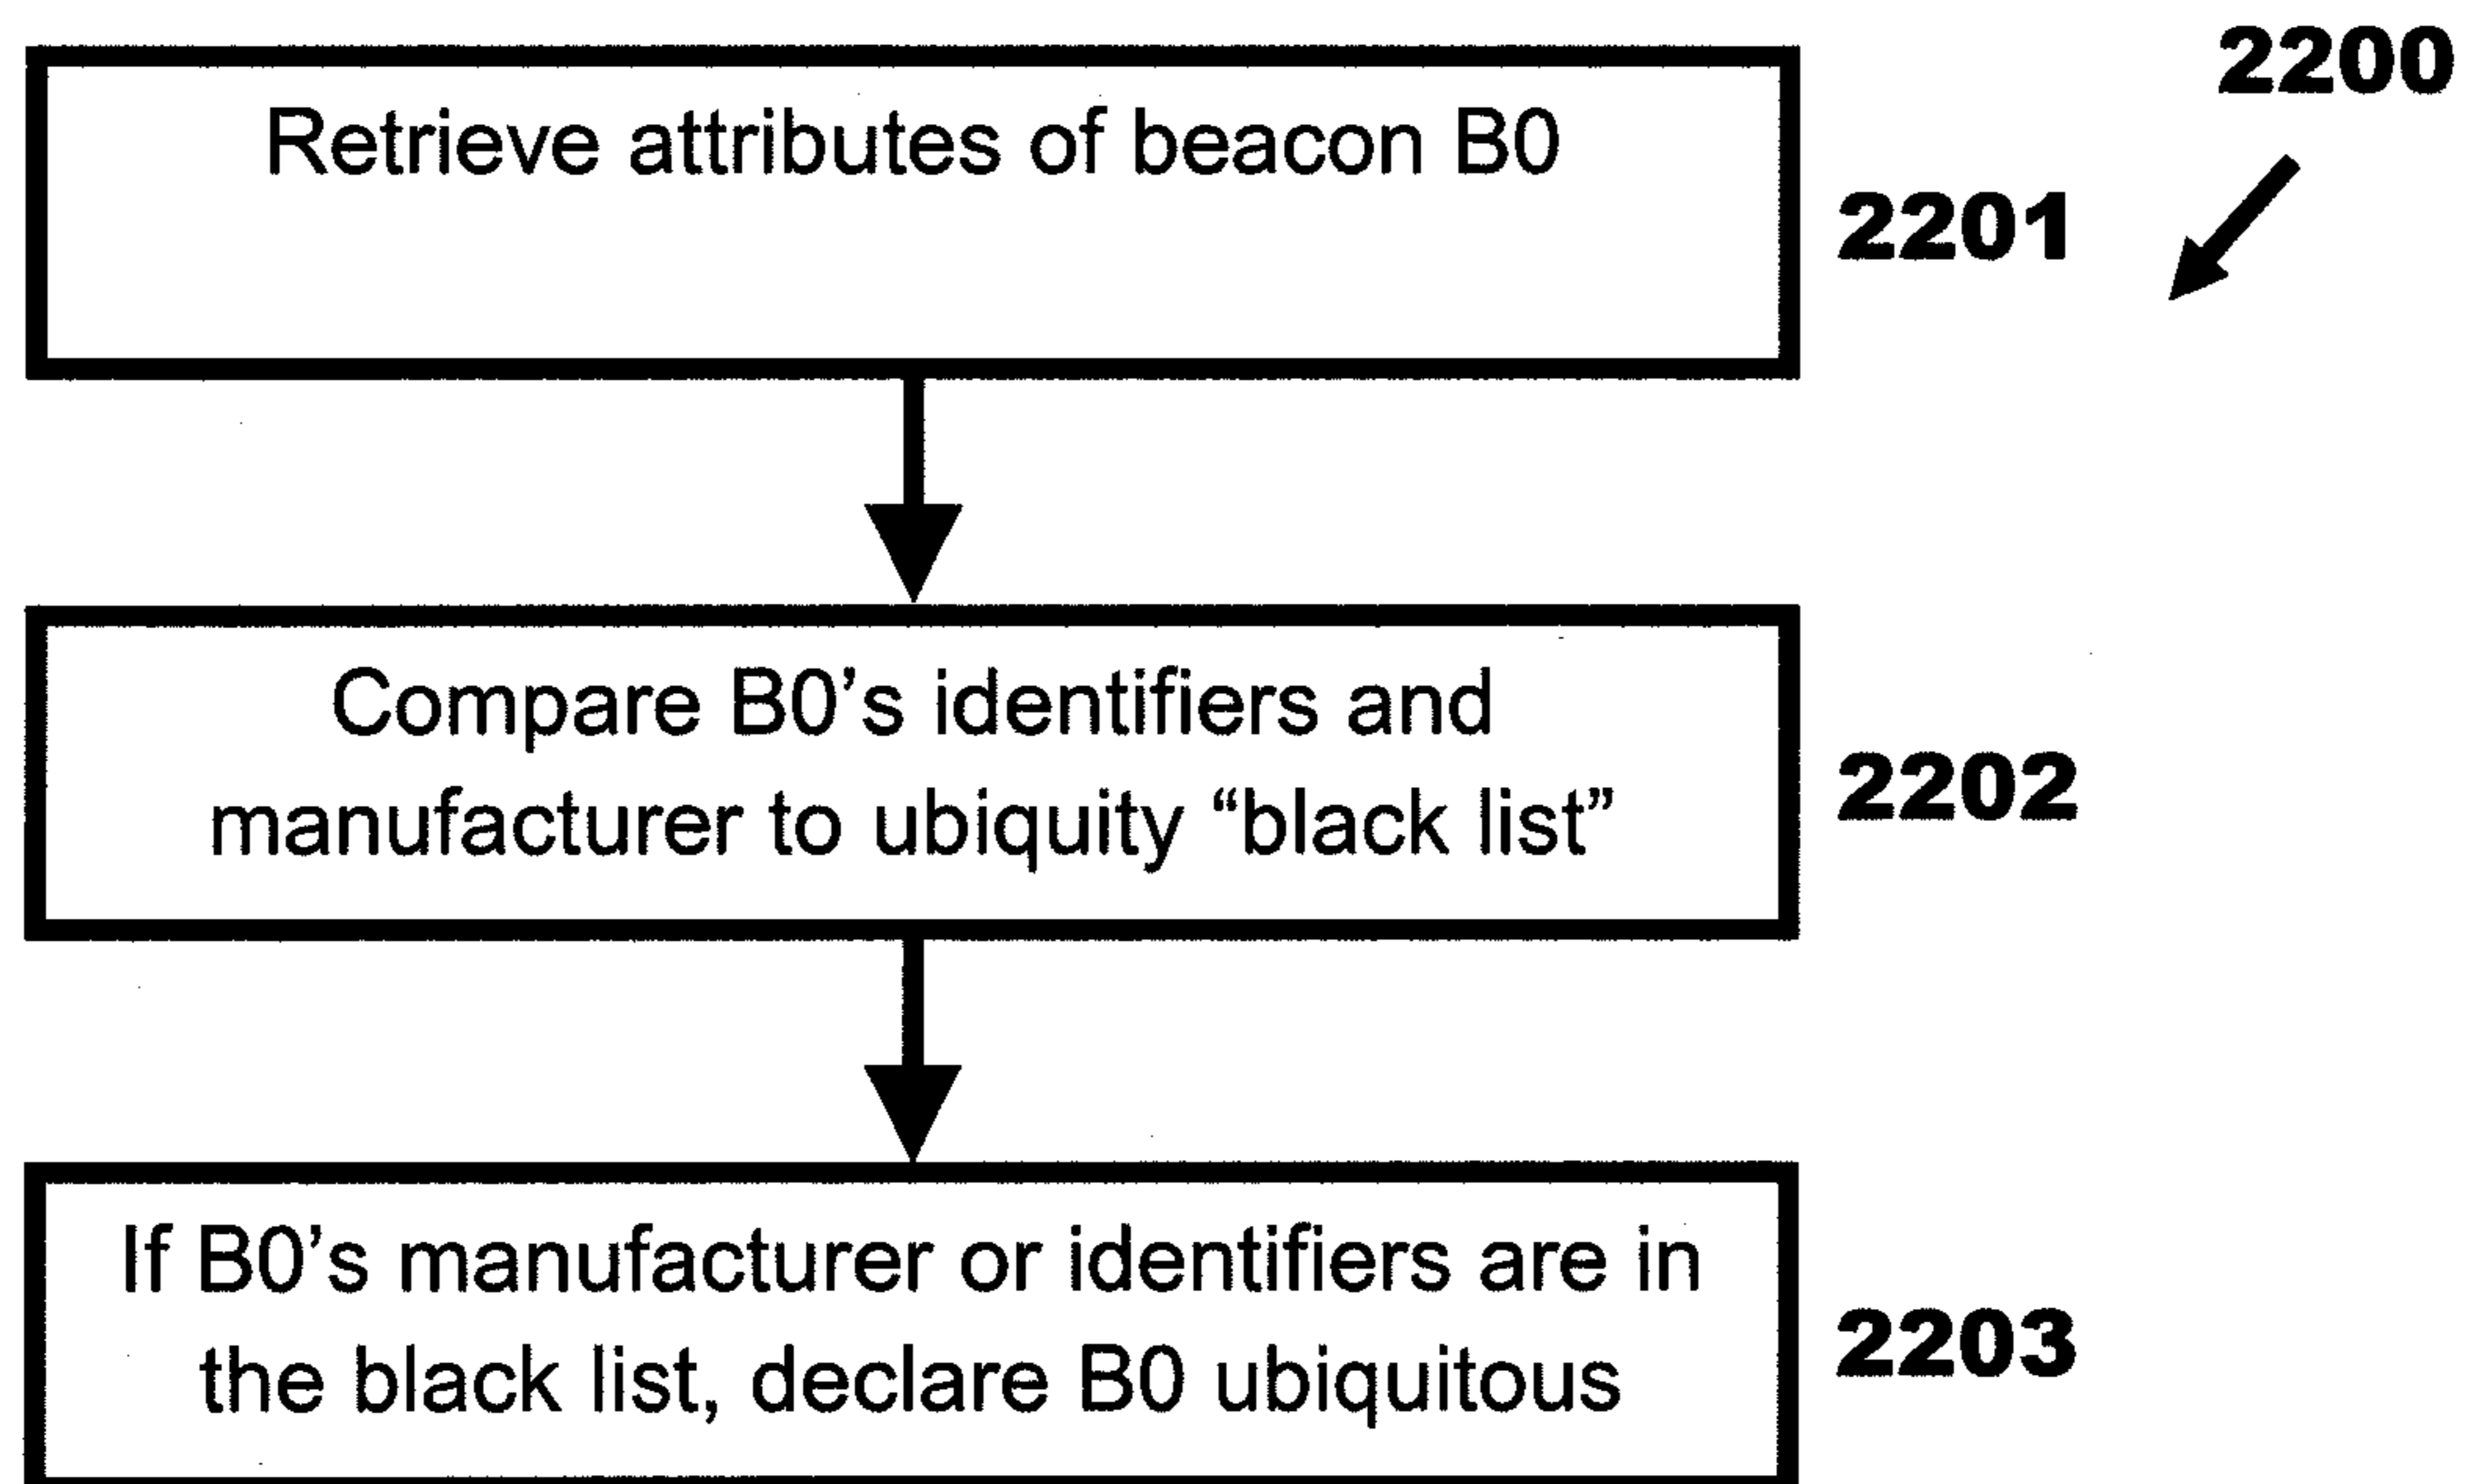 2200
Retrieve attributes of beacon B0
2201
Compare B0’s identifiers and
manufacturer to ubiquity “black list”
2202
If B0’s manufacturer or identifiers are in
the black list, declare B0 ubiquitous
2203